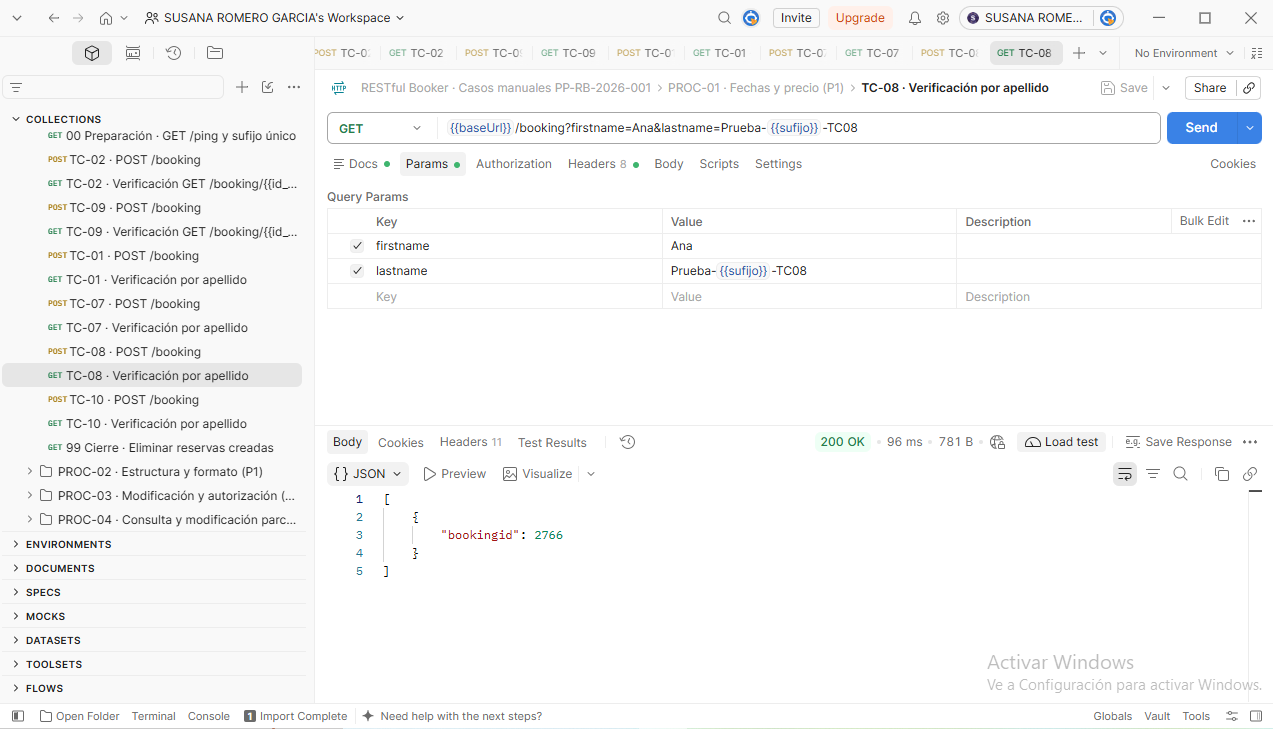 SUSANA ROMERO GARCIA's Workspace
Invite
Upgrade
SUSANA ROME...
POST TC-0
GET TC-02
POST TC-0
GET TC-09
POST TC-0
GET TC-01
POST TC-0
GET TC-07
POST TC-0
GET TC-08
No Environment
RESTful Booker · Casos manuales PP-RB-2026-001 > PROC-01 · Fechas y precio (P1) > TC-08 · Verificación por apellido
Save
Share
GET
{{baseUrl}} /booking?firstname=Ana&lastname=Prueba- {{sufijo}} -TC08
Send
Docs
Params
Authorization
Headers 8
Body
Scripts
Settings
Cookies
Query Params
Key Value Description Bulk Edit
firstname Ana
lastname Prueba- {{sufijo}} -TC08
Key Value Description
COLLECTIONS
GET 00 Preparación · GET /ping y sufijo único
POST TC-02 · POST /booking
GET TC-02 · Verificación GET /booking/{{id_...
POST TC-09 · POST /booking
GET TC-09 · Verificación GET /booking/{{id_...
POST TC-01 · POST /booking
GET TC-01 · Verificación por apellido
POST TC-07 · POST /booking
GET TC-07 · Verificación por apellido
POST TC-08 · POST /booking
GET TC-08 · Verificación por apellido
POST TC-10 · POST /booking
GET TC-10 · Verificación por apellido
GET 99 Cierre · Eliminar reservas creadas
PROC-02 · Estructura y formato (P1)
PROC-03 · Modificación y autorización (...
PROC-04 · Consulta y modificación parc...
ENVIRONMENTS
DOCUMENTS
SPECS
MOCKS
DATASETS
TOOLSETS
FLOWS
Body
Cookies
Headers 11
Test Results
200 OK
96 ms
781 B
Load test
e.g. Save Response
{} JSON
Preview
Visualize
1 [
2 {
3 "bookingid": 2766
4 }
5 ]
Activar Windows
Ve a Configuración para activar Windows.
Open Folder
Terminal
Console
1 Import Complete
Need help with the next steps?
Globals
Vault
Tools